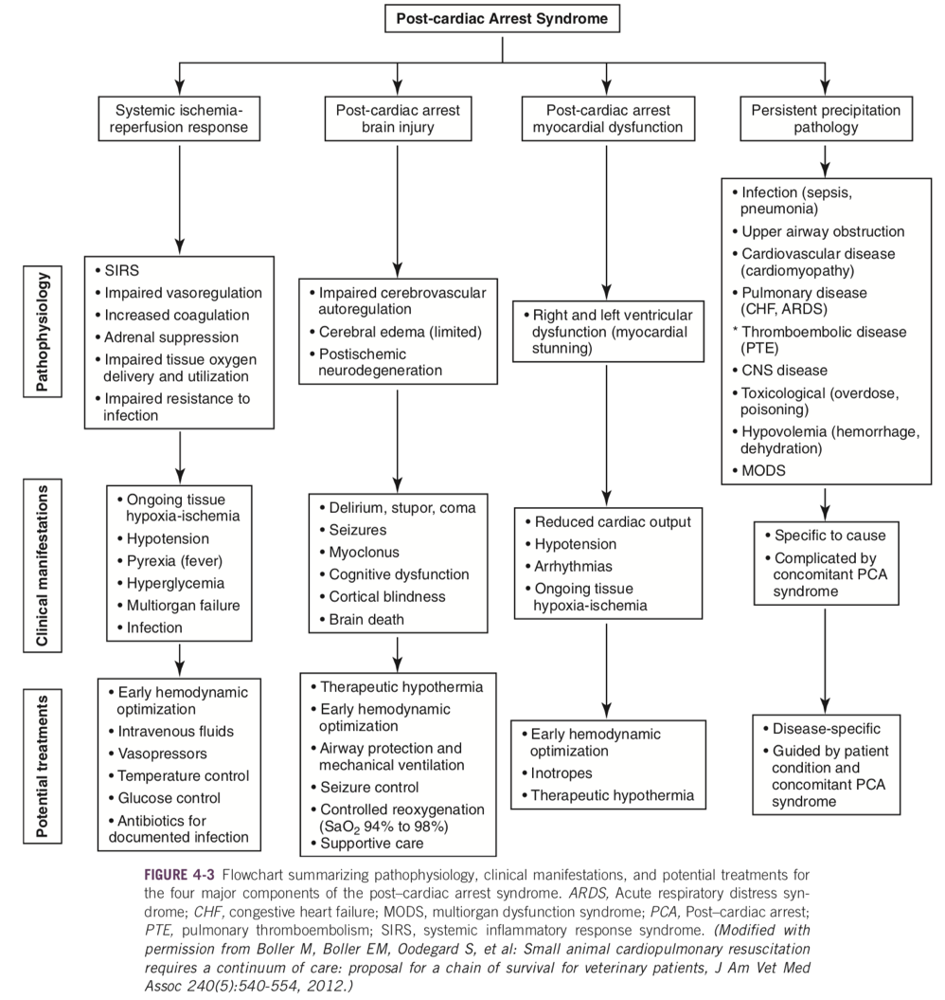 Post-cardiac Arrest Syndrome
Systemic ischemia-
reperfusion response
Post-cardiac arrest
brain injury
Post-cardiac arrest
myocardial dysfunction
Persistent precipitation
pathology
Pathophysiology
• SIRS
• Impaired vasoregulation
• Increased coagulation
• Adrenal suppression
• Impaired tissue oxygen
delivery and utilization
• Impaired resistance to
infection
• Impaired cerebrovascular
autoregulation
• Cerebral edema (limited)
• Postischemic
neurodegeneration
• Right and left ventricular
dysfunction (myocardial
stunning)
• Infection (sepsis,
pneumonia)
• Upper airway obstruction
• Cardiovascular disease
(cardiomyopathy)
• Pulmonary disease
(CHF, ARDS)
* Thromboembolic disease
(PTE)
• CNS disease
• Toxicological (overdose,
poisoning)
• Hypovolemia (hemorrhage,
dehydration)
• MODS
Clinical manifestations
• Ongoing tissue
hypoxia-ischemia
• Hypotension
• Pyrexia (fever)
• Hyperglycemia
• Multiorgan failure
• Infection
• Delirium, stupor, coma
• Seizures
• Myoclonus
• Cognitive dysfunction
• Cortical blindness
• Brain death
• Reduced cardiac output
• Hypotension
• Arrhythmias
• Ongoing tissue
hypoxia-ischemia
• Specific to cause
• Complicated by
concomitant PCA
syndrome
Potential treatments
• Early hemodynamic
optimization
• Intravenous fluids
• Vasopressors
• Temperature control
• Glucose control
• Antibiotics for
documented infection
• Therapeutic hypothermia
• Early hemodynamic
optimization
• Airway protection and
mechanical ventilation
• Seizure control
• Controlled reoxygenation
(SaO₂ 94% to 98%)
• Supportive care
• Early hemodynamic
optimization
• Inotropes
• Therapeutic hypothermia
• Disease-specific
• Guided by patient
condition and
concomitant PCA
syndrome
FIGURE 4-3 Flowchart summarizing pathophysiology, clinical manifestations, and potential treatments for
the four major components of the post–cardiac arrest syndrome. ARDS, Acute respiratory distress syn-
drome; CHF, congestive heart failure; MODS, multiorgan dysfunction syndrome; PCA, Post–cardiac arrest;
PTE, pulmonary thromboembolism; SIRS, systemic inflammatory response syndrome. (Modified with
permission from Boller M, Boller EM, Oodegard S, et al: Small animal cardiopulmonary resuscitation
requires a continuum of care: proposal for a chain of survival for veterinary patients, J Am Vet Med
Assoc 240(5):540-554, 2012.)